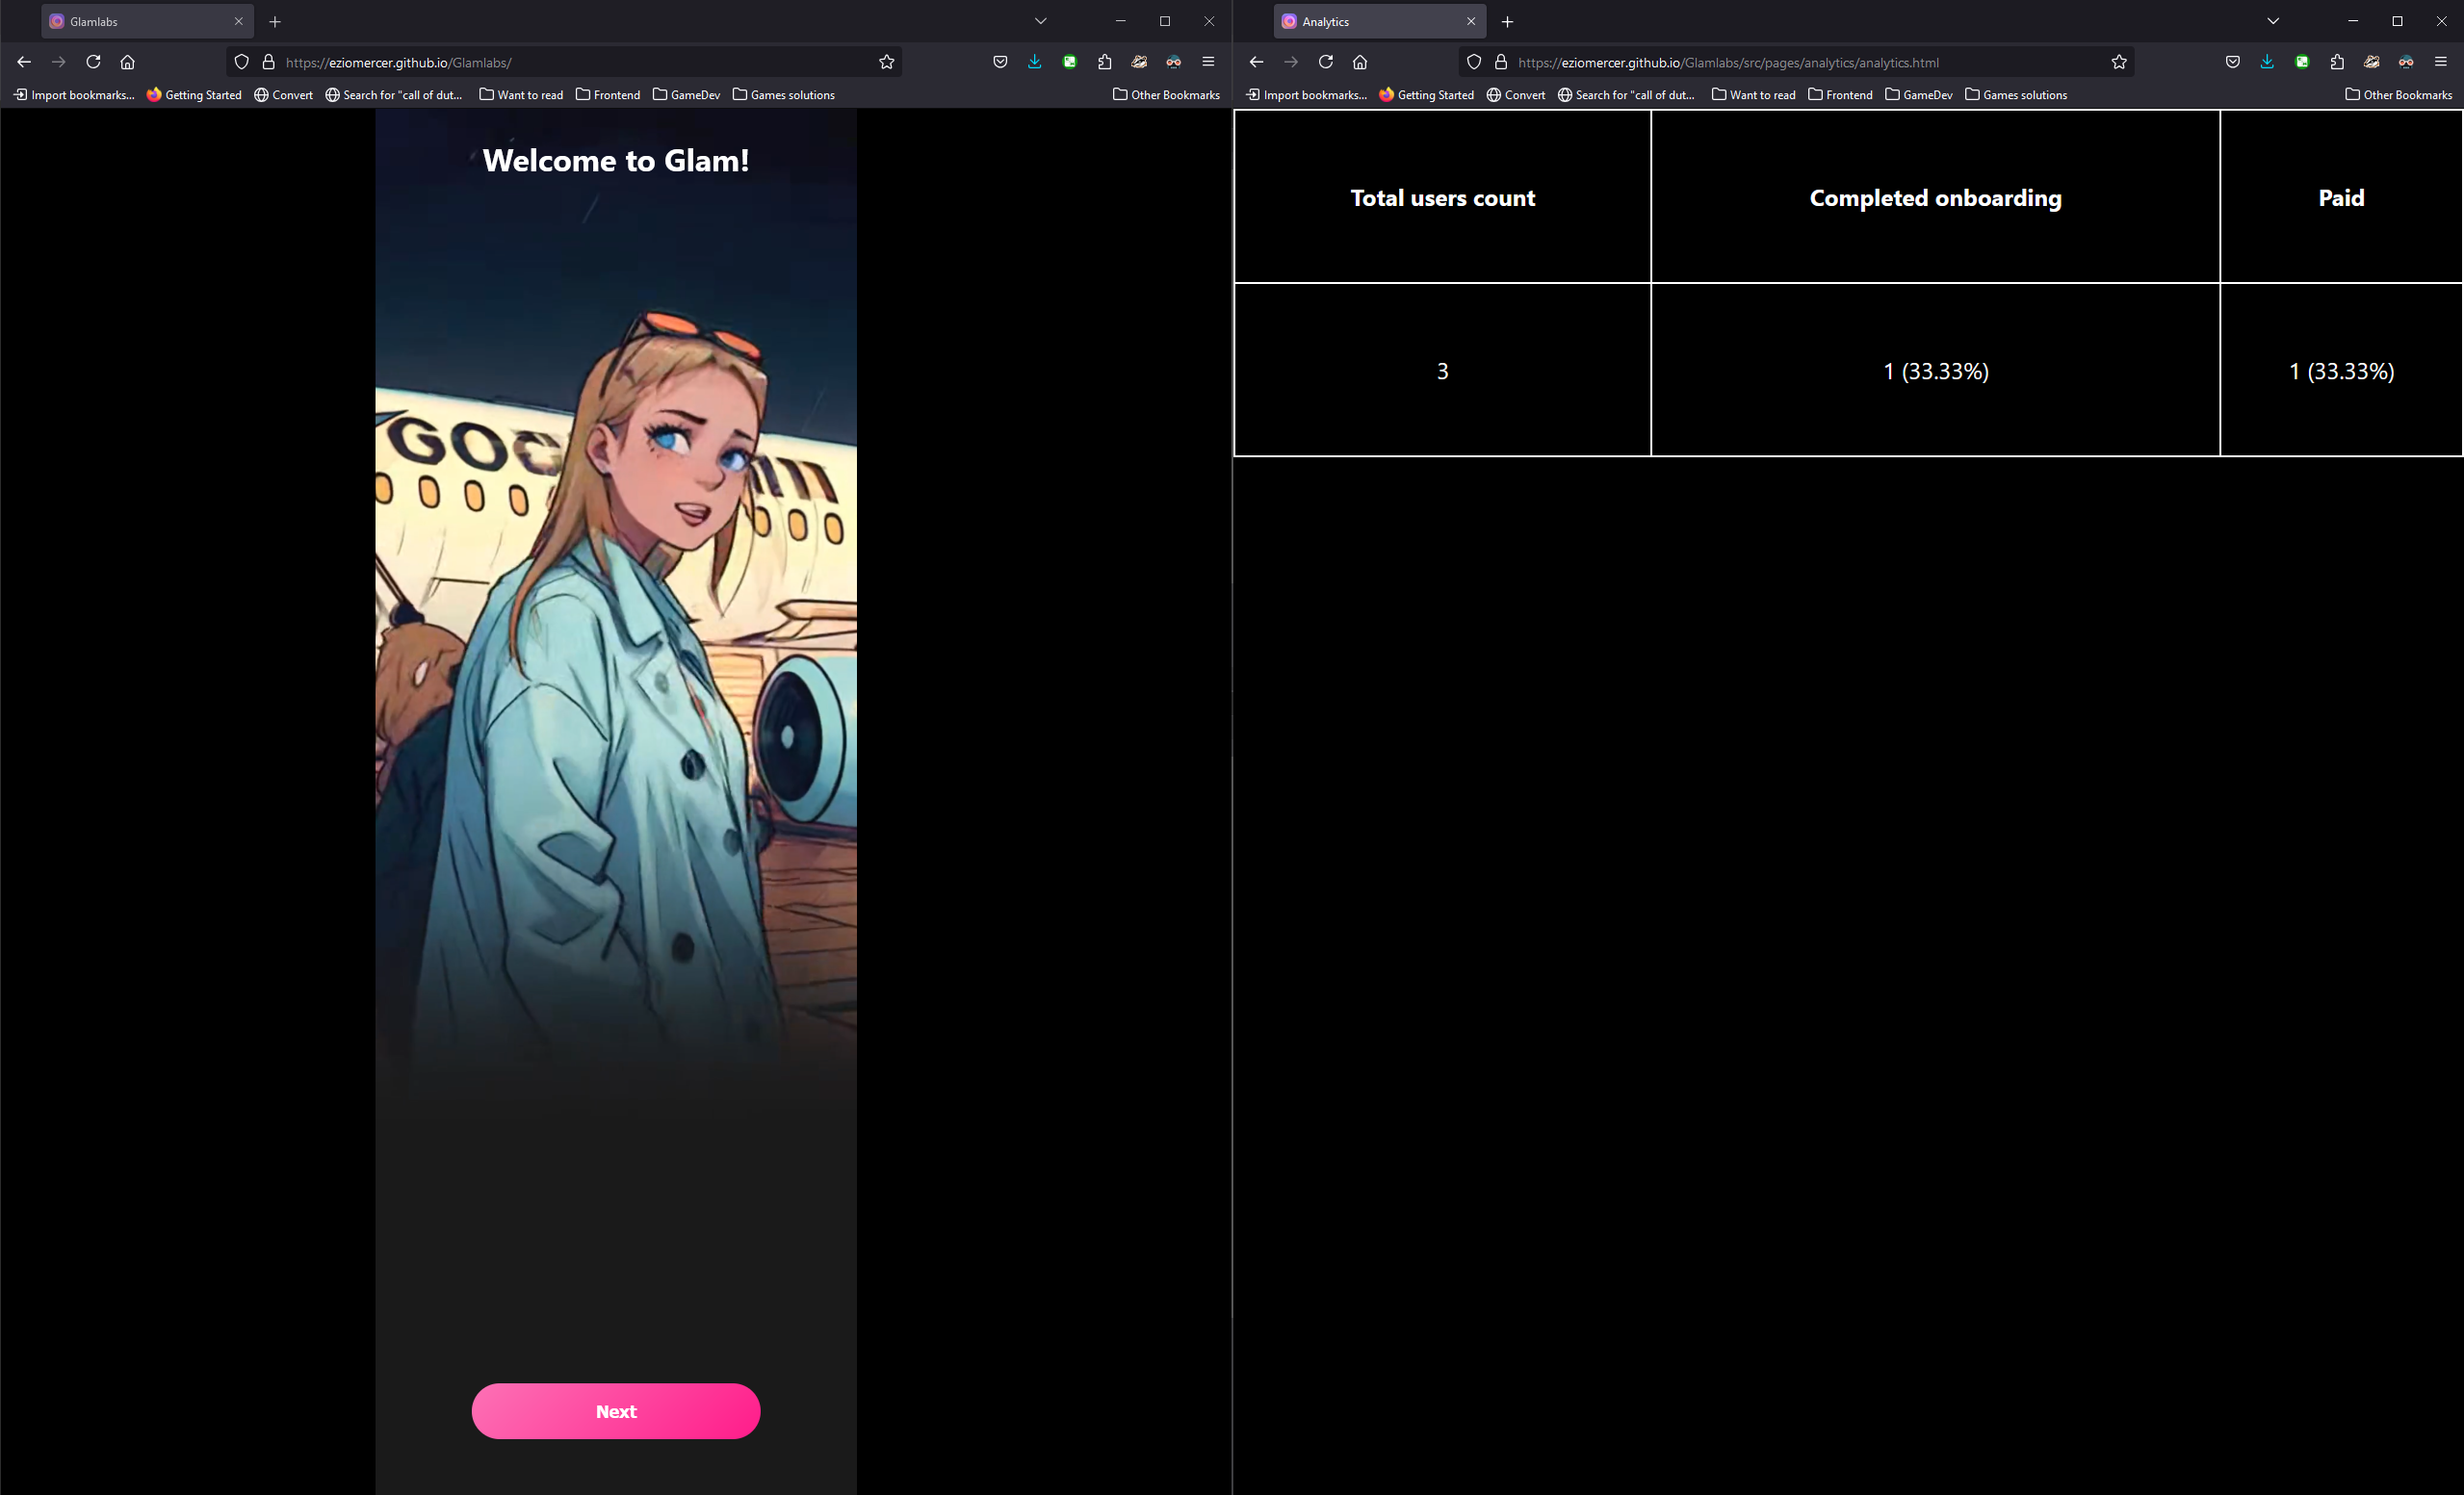 Glamlabs
https://eziomercer.github.io/Glamlabs/
Import bookmarks... Getting Started Convert Search for "call of dut... Want to read Frontend GameDev Games solutions Other Bookmarks
Welcome to Glam!
GOC
Next
Analytics
https://eziomercer.github.io/Glamlabs/src/pages/analytics/analytics.html
Import bookmarks... Getting Started Convert Search for "call of dut... Want to read Frontend GameDev Games solutions Other Bookmarks
Total users count Completed onboarding Paid
3 1 (33.33%) 1 (33.33%)